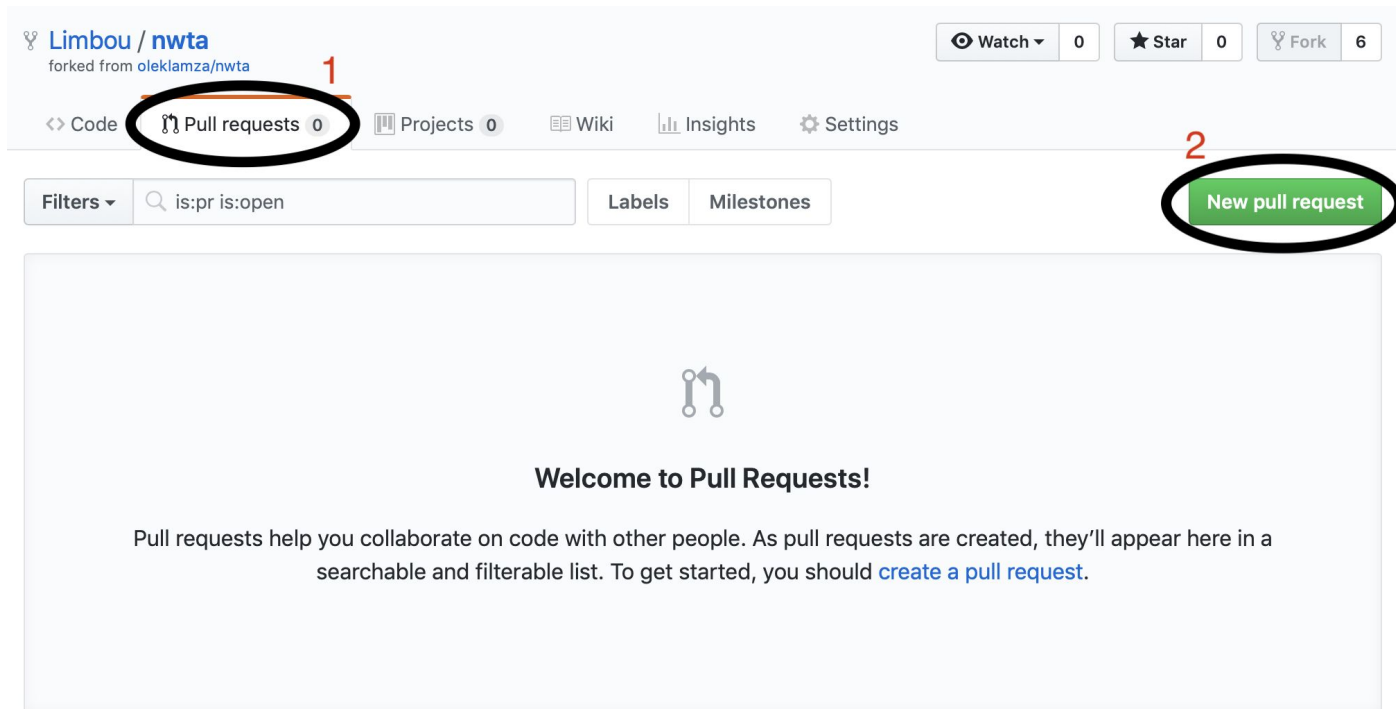 Limbou / nwta
Watch 0 Star 0 Fork 6
forked from oleklamza/nwta
1
Code Pull requests 0 Projects 0 Wiki Insights Settings
2
Filters is:pr is:open Labels Milestones New pull request
Welcome to Pull Requests!
Pull requests help you collaborate on code with other people. As pull requests are created, they’ll appear here in a
searchable and filterable list. To get started, you should create a pull request.